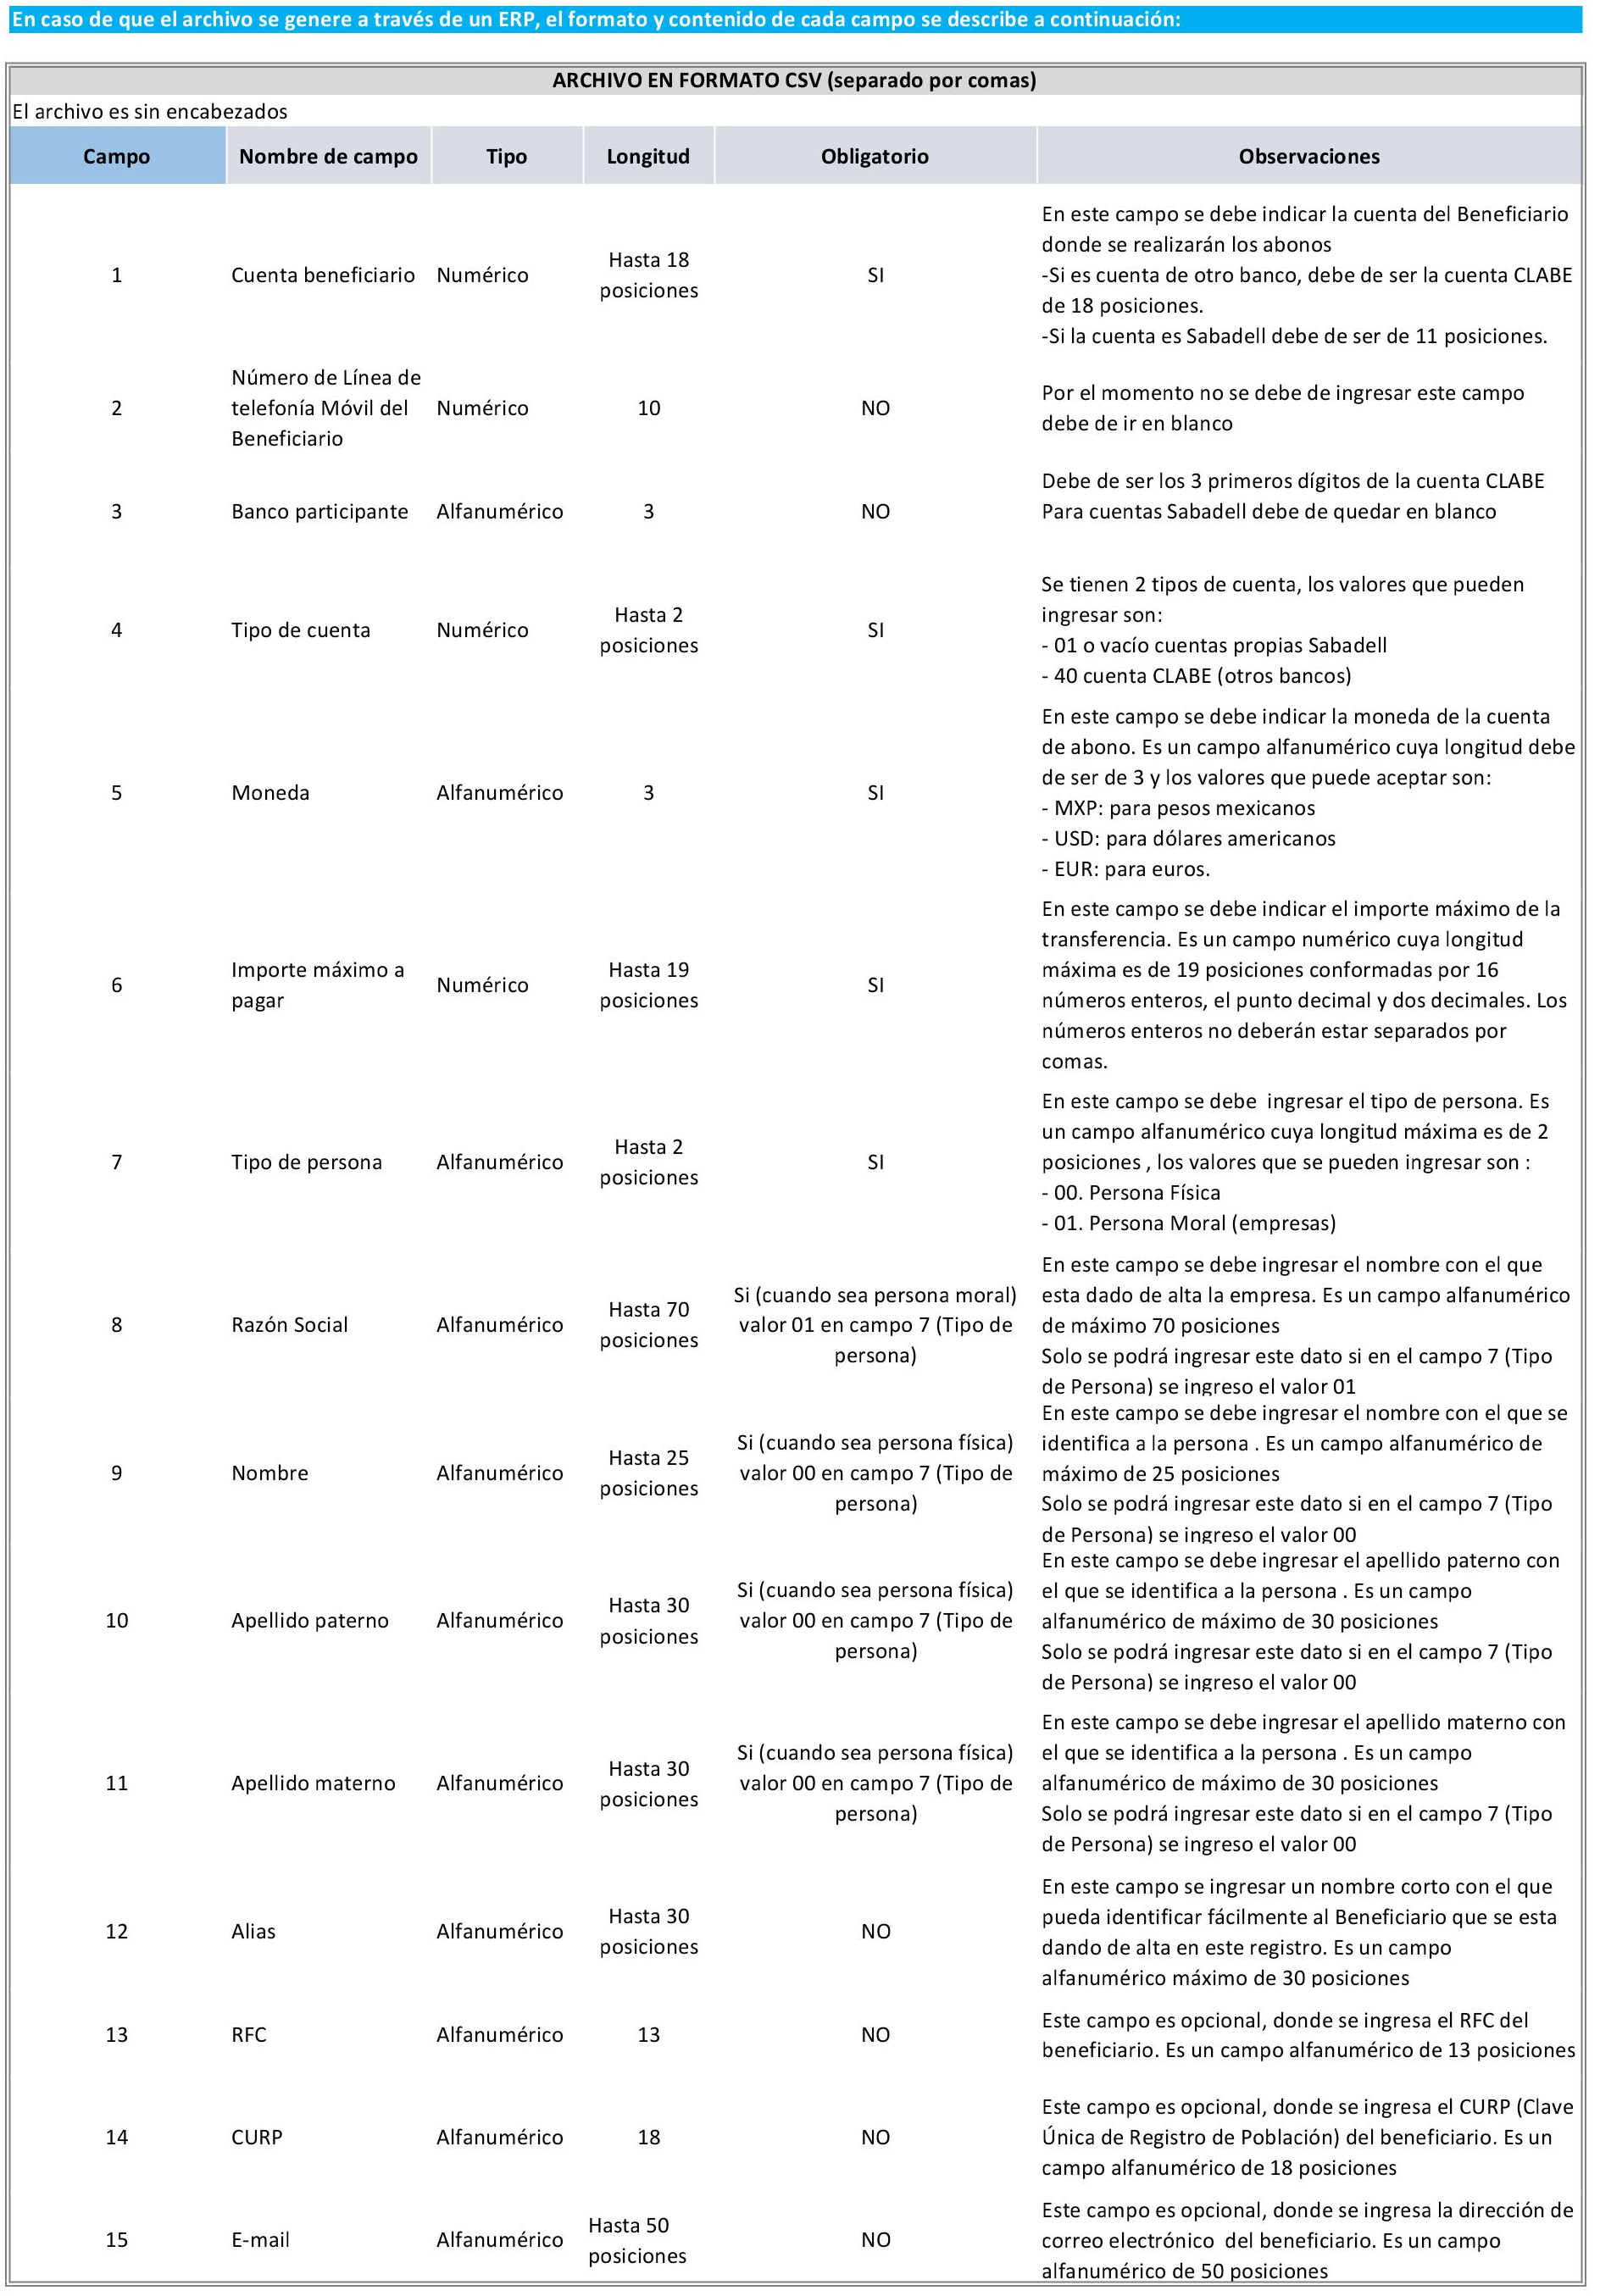 En caso de que el archivo se genere a través de un ERP, el formato y contenido de cada campo se describe a continuación:
ARCHIVO EN FORMATO CSV (separado por comas)
El archivo es sin encabezados
Campo Nombre de campo Tipo Longitud Obligatorio Observaciones
1 Cuenta beneficiario Numérico Hasta 18 posiciones SI
En este campo se debe indicar la cuenta del Beneficiario
donde se realizarán los abonos
-Si es cuenta de otro banco, debe de ser la cuenta CLABE
de 18 posiciones.
-Si la cuenta es Sabadell debe de ser de 11 posiciones.
2
Número de Línea de
telefonía Móvil del
Beneficiario
Numérico 10 NO
Por el momento no se debe de ingresar este campo
debe de ir en blanco
3 Banco participante Alfanumérico 3 NO
Debe de ser los 3 primeros dígitos de la cuenta CLABE
Para cuentas Sabadell debe de quedar en blanco
4 Tipo de cuenta Numérico
Hasta 2
posiciones
SI
Se tienen 2 tipos de cuenta, los valores que pueden
ingresar son:
- 01 o vacío cuentas propias Sabadell
- 40 cuenta CLABE (otros bancos)
5 Moneda Alfanumérico 3 SI
En este campo se debe indicar la moneda de la cuenta
de abono. Es un campo alfanumérico cuya longitud debe
de ser de 3 y los valores que puede aceptar son:
- MXP: para pesos mexicanos
- USD: para dólares americanos
- EUR: para euros.
6
Importe máximo a
pagar
Numérico
Hasta 19
posiciones
SI
En este campo se debe indicar el importe máximo de la
transferencia. Es un campo numérico cuya longitud
máxima es de 19 posiciones conformadas por 16
números enteros, el punto decimal y dos decimales. Los
números enteros no deberán estar separados por
comas.
7 Tipo de persona Alfanumérico
Hasta 2
posiciones
SI
En este campo se debe  ingresar el tipo de persona. Es
un campo alfanumérico cuya longitud máxima es de 2
posiciones , los valores que se pueden ingresar son :
- 00. Persona Física
- 01. Persona Moral (empresas)
8 Razón Social Alfanumérico
Hasta 70
posiciones
Si (cuando sea persona moral)
valor 01 en campo 7 (Tipo de
persona)
En este campo se debe ingresar el nombre con el que
esta dado de alta la empresa. Es un campo alfanumérico
de máximo 70 posiciones
Solo se podrá ingresar este dato si en el campo 7 (Tipo
de Persona) se ingreso el valor 01
9 Nombre Alfanumérico
Hasta 25
posiciones
Si (cuando sea persona física)
valor 00 en campo 7 (Tipo de
persona)
En este campo se debe ingresar el nombre con el que se
identifica a la persona . Es un campo alfanumérico de
máximo de 25 posiciones
Solo se podrá ingresar este dato si en el campo 7 (Tipo
de Persona) se ingreso el valor 00
10 Apellido paterno Alfanumérico
Hasta 30
posiciones
Si (cuando sea persona física)
valor 00 en campo 7 (Tipo de
persona)
En este campo se debe ingresar el apellido paterno con
el que se identifica a la persona . Es un campo
alfanumérico de máximo de 30 posiciones
Solo se podrá ingresar este dato si en el campo 7 (Tipo
de Persona) se ingreso el valor 00
11 Apellido materno Alfanumérico
Hasta 30
posiciones
Si (cuando sea persona física)
valor 00 en campo 7 (Tipo de
persona)
En este campo se debe ingresar el apellido materno con
el que se identifica a la persona . Es un campo
alfanumérico de máximo de 30 posiciones
Solo se podrá ingresar este dato si en el campo 7 (Tipo
de Persona) se ingreso el valor 00
12 Alias Alfanumérico
Hasta 30
posiciones
NO
En este campo se ingresar un nombre corto con el que
pueda identificar fácilmente al Beneficiario que se esta
dando de alta en este registro. Es un campo
alfanumérico máximo de 30 posiciones
13 RFC Alfanumérico 13 NO
Este campo es opcional, donde se ingresa el RFC del
beneficiario. Es un campo alfanumérico de 13 posiciones
14 CURP Alfanumérico 18 NO
Este campo es opcional, donde se ingresa el CURP (Clave
Única de Registro de Población) del beneficiario. Es un
campo alfanumérico de 18 posiciones
15 E-mail Alfanumérico
Hasta 50
posiciones
NO
Este campo es opcional, donde se ingresa la dirección de
correo electrónico  del beneficiario. Es un campo
alfanumérico de 50 posiciones